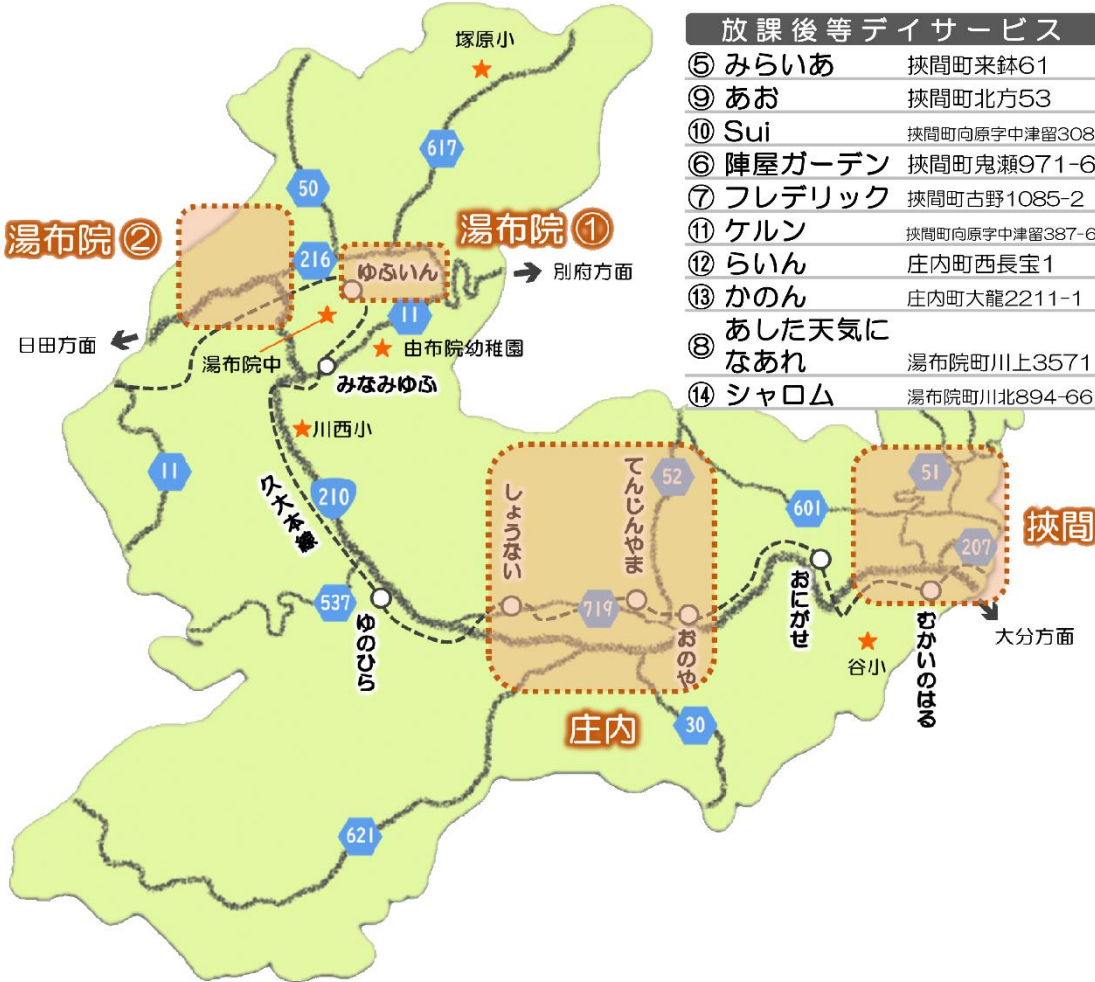 放課後等デイサービス
⑤ みらいあ 挾間町来鉢61
⑨ あお 挾間町北方53
⑩ Sui 挾間町向原字中津留308
⑥ 陣屋ガーデン 挾間町鬼瀬971-6
⑦ フレデリック 挾間町古野1085-2
⑪ ケルン 挾間町向原字中津留387-6
⑫ らいん 庄内町西長宝1
⑬ かのん 庄内町大龍2211-1
⑧ あした天気に
なあれ 湯布院町川上3571
⑭ シャロム 湯布院町川北894-66
塚原小
617
50
湯布院②
湯布院①
216
ゆふいん
別府方面
11
日田方面
湯布院中
由布院幼稚園
みなみゆふ
川西小
11
210
久大本線
しょうない
てんじんやま
52
601
51
挾間
207
537
ゆのひら
719
おのや
おにがせ
むかいのはる
大分方面
谷小
庄内
30
621